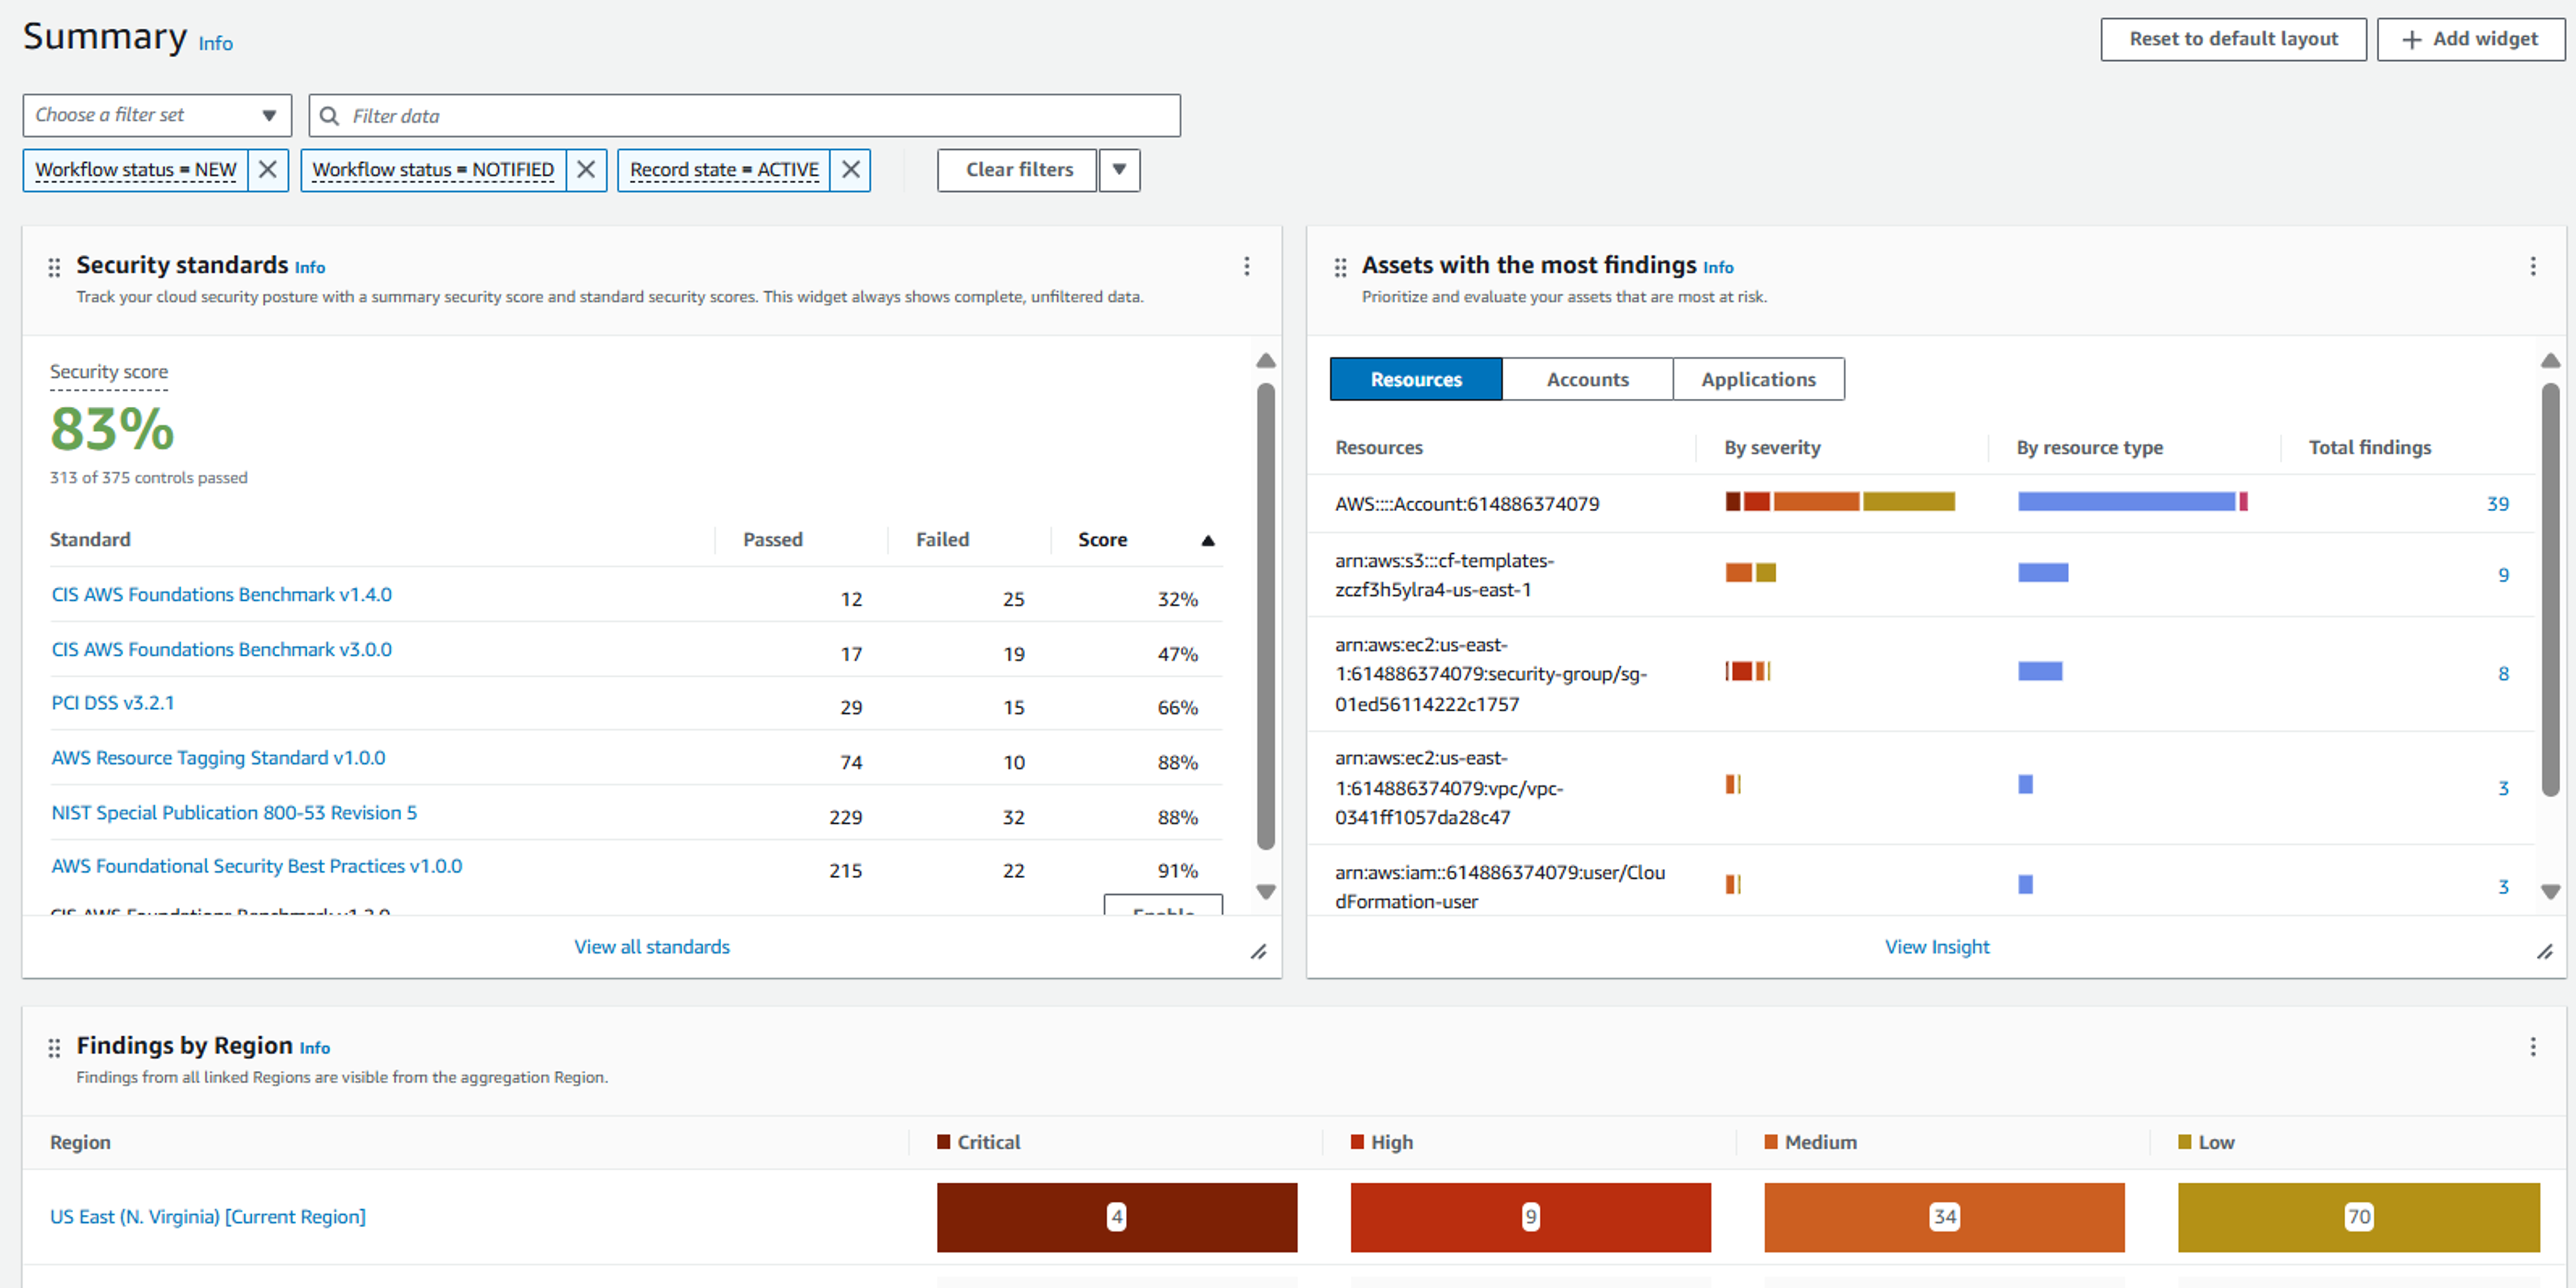 Summary Info
Reset to default layout
+ Add widget
Choose a filter set
Filter data
Workflow status = NEW
Workflow status = NOTIFIED
Record state = ACTIVE
Clear filters
Security standards Info
Track your cloud security posture with a summary security score and standard security scores. This widget always shows complete, unfiltered data.
Security score
83%
313 of 375 controls passed
Standard Passed Failed Score
CIS AWS Foundations Benchmark v1.4.0 12 25 32%
CIS AWS Foundations Benchmark v3.0.0 17 19 47%
PCI DSS v3.2.1 29 15 66%
AWS Resource Tagging Standard v1.0.0 74 10 88%
NIST Special Publication 800-53 Revision 5 229 32 88%
AWS Foundational Security Best Practices v1.0.0 215 22 91%
CIS AWS Foundations Benchmark v1.2.0 Enable
View all standards
Assets with the most findings Info
Prioritize and evaluate your assets that are most at risk.
Resources Accounts Applications
Resources By severity By resource type Total findings
AWS::::Account:614886374079 39
arn:aws:s3:::cf-templates-
zczf3h5ylra4-us-east-1 9
arn:aws:ec2:us-east-
1:614886374079:security-group/sg- 8
01ed56114222c1757
arn:aws:ec2:us-east-
1:614886374079:vpc/vpc- 3
0341ff1057da28c47
arn:aws:iam::614886374079:user/Clou
dFormation-user 3
View Insight
Findings by Region Info
Findings from all linked Regions are visible from the aggregation Region.
Region Critical High Medium Low
US East (N. Virginia) [Current Region] 4 9 34 70